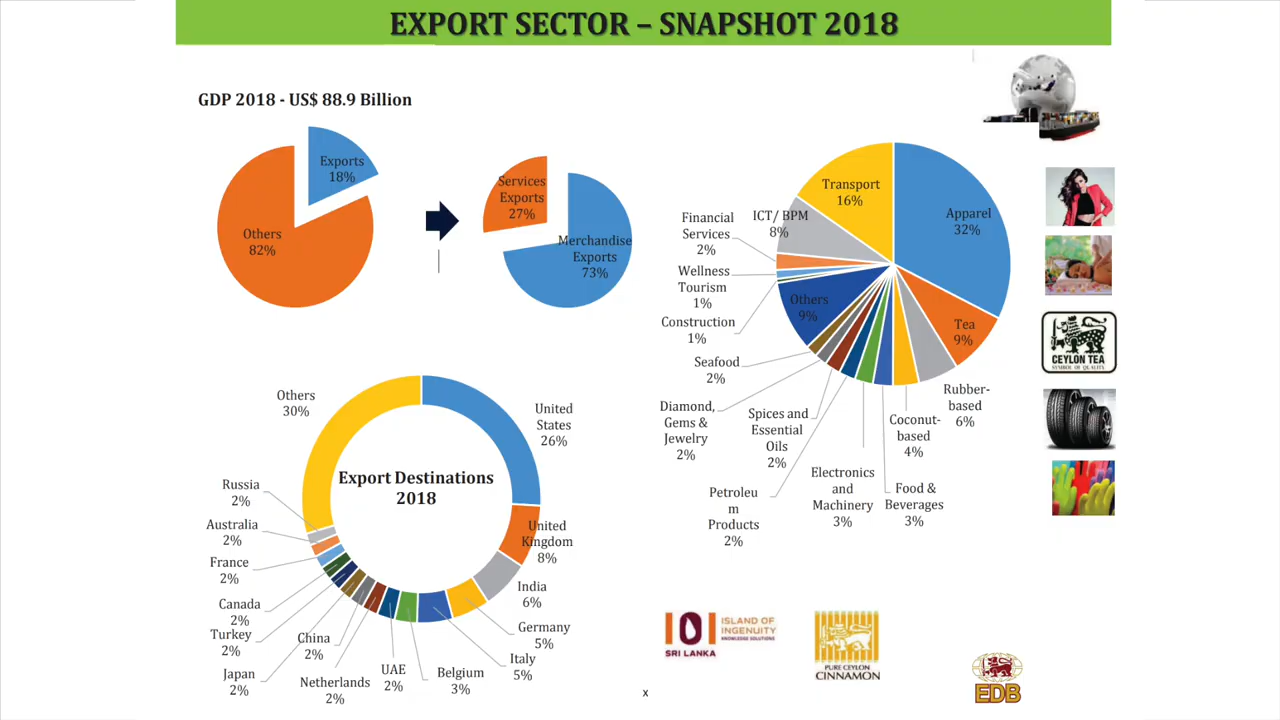 EXPORT SECTOR – SNAPSHOT 2018
GDP 2018 - US$ 88.9 Billion
Exports
18%
Others
82%
Services
Exports
27%
Merchandise
Exports
73%
Transport
16%
Apparel
32%
ICT/ BPM
8%
Financial
Services
2%
Wellness
Tourism
1%
Construction
1%
Others
9%
Tea
9%
Seafood
2%
Diamond,
Gems &
Jewelry
2%
Spices and
Essential
Oils
2%
Petroleu
m
Products
2%
Electronics
and
Machinery
3%
Food &
Beverages
3%
Coconut-
based
4%
Rubber-
based
6%
CEYLON TEA
SYMBOL OF QUALITY
Export Destinations
2018
Others
30%
United
States
26%
United
Kingdom
8%
India
6%
Germany
5%
Italy
5%
Belgium
3%
UAE
2%
Netherlands
2%
China
2%
Japan
2%
Turkey
2%
Canada
2%
France
2%
Australia
2%
Russia
2%
ISLAND OF
INGENUITY
KNOWLEDGE SOLUTIONS
SRI LANKA
PURE CEYLON
CINNAMON
EDB
x